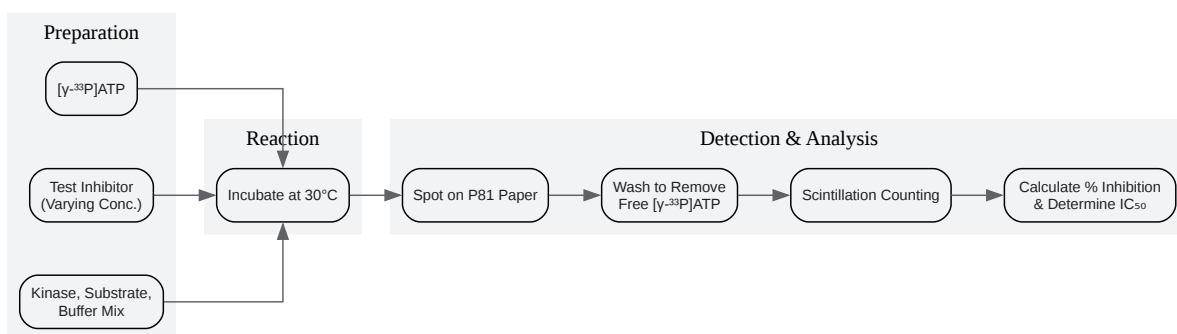 Preparation
[γ-³³P]ATP
Test Inhibitor
(Varying Conc.)
Kinase, Substrate,
Buffer Mix
Reaction
Incubate at 30°C
Detection & Analysis
Spot on P81 Paper
Wash to Remove
Free [γ-³³P]ATP
Scintillation Counting
Calculate % Inhibition
& Determine IC₅₀